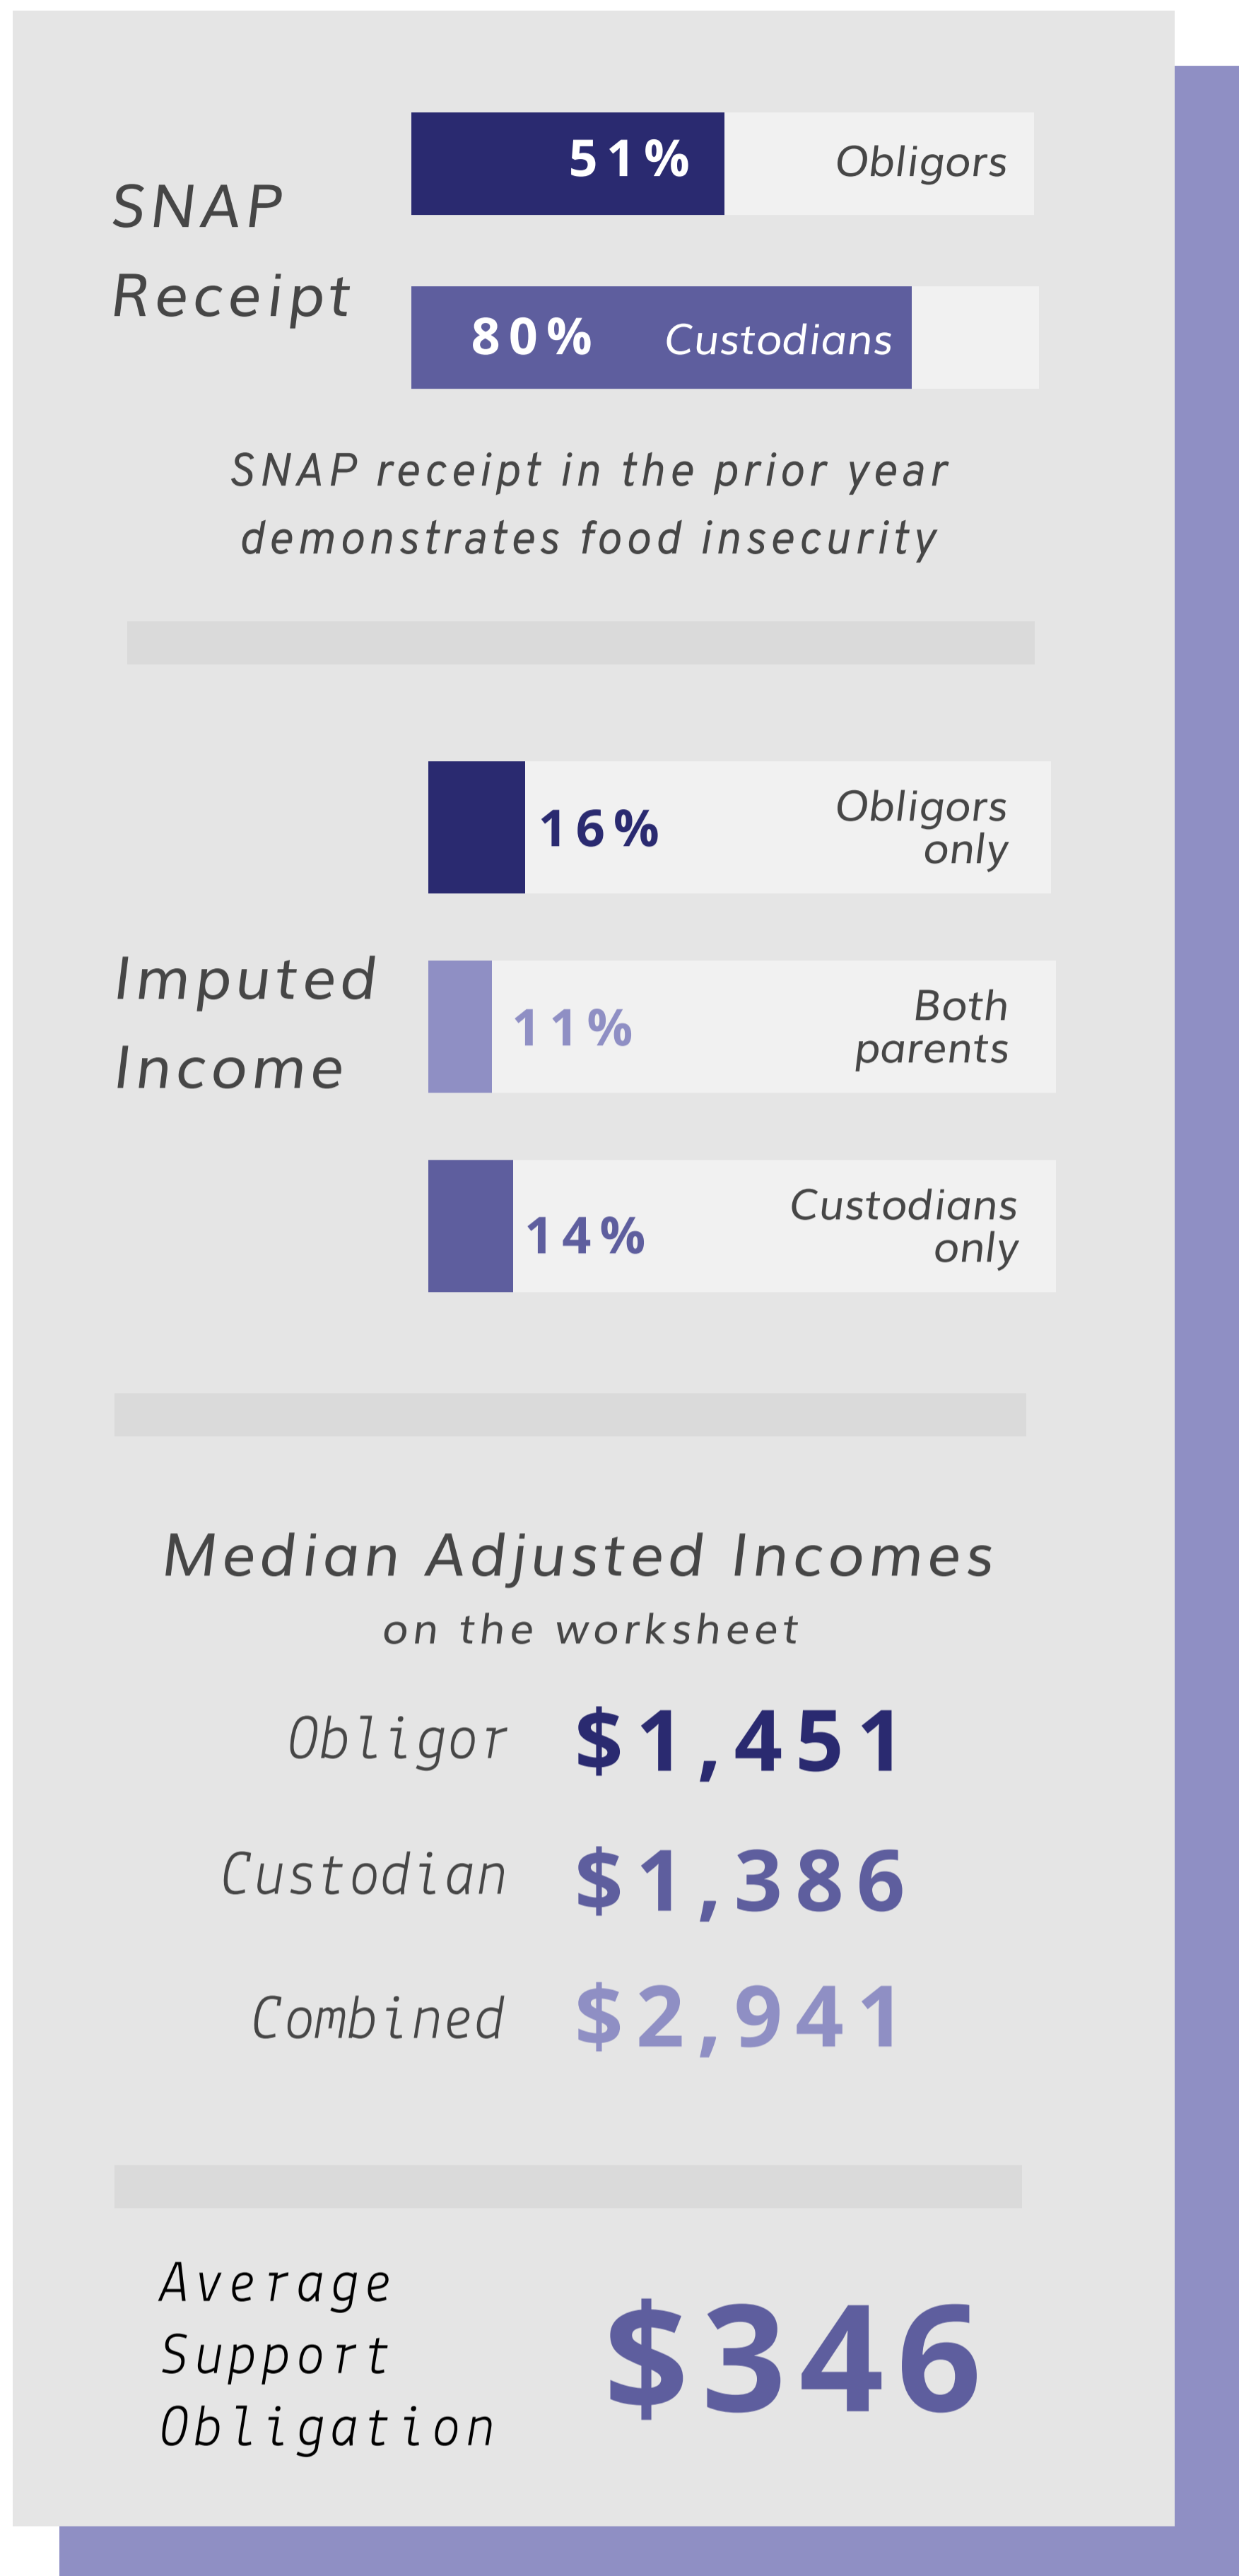 51% Obligors
SNAP
Receipt
80% Custodians
SNAP receipt in the prior year
demonstrates food insecurity
16% Obligors
only
Imputed
Income
11% Both
parents
14% Custodians
only
Median Adjusted Incomes
on the worksheet
Obligor $1,451
Custodian $1,386
Combined $2,941
Average
Support
Obligation
$346